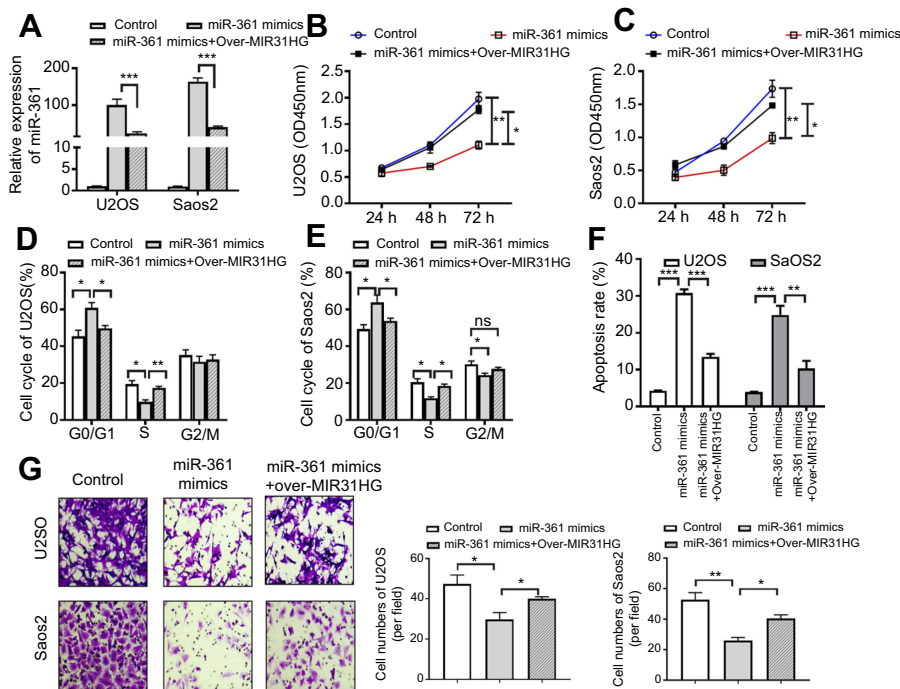 A
Control
miR-361 mimics
miR-361 mimics+Over-MIR31HG
Relative expression
of miR-361
150
100
50
10
5
0
***
***
U2OS
Saos2
B
Control
miR-361 mimics
miR-361 mimics+Over-MIR31HG
U2OS (OD450nm)
2.5
2.0
1.5
1.0
0.5
0.0
**
*
24 h
48 h
72 h
C
Control
miR-361 mimics
miR-361 mimics+Over-MIR31HG
Saos2 (OD450nm)
2.0
1.5
1.0
0.5
0.0
**
*
24 h
48 h
72 h
D
Control
miR-361 mimics
miR-361 mimics+Over-MIR31HG
Cell cycle of U2OS(%)
80
60
40
20
0
*
*
*
**
G0/G1
S
G2/M
E
Control
miR-361 mimics
miR-361 mimics+Over-MIR31HG
Cell cycle of Saos2 (%)
80
60
40
20
0
*
*
*
*
ns
*
G0/G1
S
G2/M
F
U2OS
SaOS2
Apoptosis rate (%)
40
30
20
10
0
***
***
***
**
Control
miR-361 mimics
miR-361 mimics
+Over-MIR31HG
Control
miR-361 mimics
miR-361 mimics
+Over-MIR31HG
G
Control
miR-361
mimics
miR-361 mimics
+over-MIR31HG
U2SO
Saos2
Control
miR-361 mimics
miR-361 mimics+Over-MIR31HG
Cell numbers of U2OS
(per field)
60
40
20
0
*
*
Control
miR-361 mimics
miR-361 mimics+Over-MIR31HG
Cell numbers of Saos2
(per field)
80
60
40
20
0
**
*